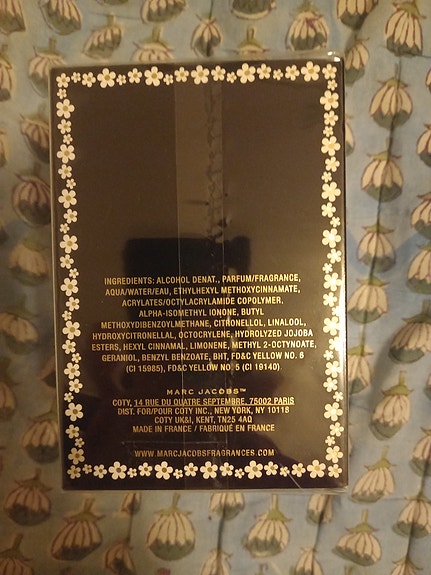 INGREDIENTS: ALCOHOL DENAT., PARFUM/FRAGRANCE,
AQUA/WATER/EAU, ETHYLHEXYL METHOXYCINNAMATE,
ACRYLATES/OCTYLACRYLAMIDE COPOLYMER,
ALPHA-ISOMETHYL IONONE, BUTYL
METHOXYDIBENZOYLMETHANE, CITRONELLOL, LINALOOL,
HYDROXYCITRONELLAL, OCTOCRYLENE, HYDROLYZED JOJOBA
ESTERS, HEXYL CINNAMAL, LIMONENE, METHYL 2-OCTYNOATE,
GERANIOL, BENZYL BENZOATE, BHT, FD&C YELLOW NO. 6
(CI 15985), FD&C YELLOW NO. 5 (CI 19140).
MARC JACOBS™
COTY, 14 RUE DU QUATRE SEPTEMBRE, 75002 PARIS
DIST. FOR/POUR COTY INC., NEW YORK, NY 10118
COTY UK&I, KENT, TN25 4AQ
MADE IN FRANCE / FABRIQUÉ EN FRANCE
WWW.MARCJACOBSFRAGRANCES.COM